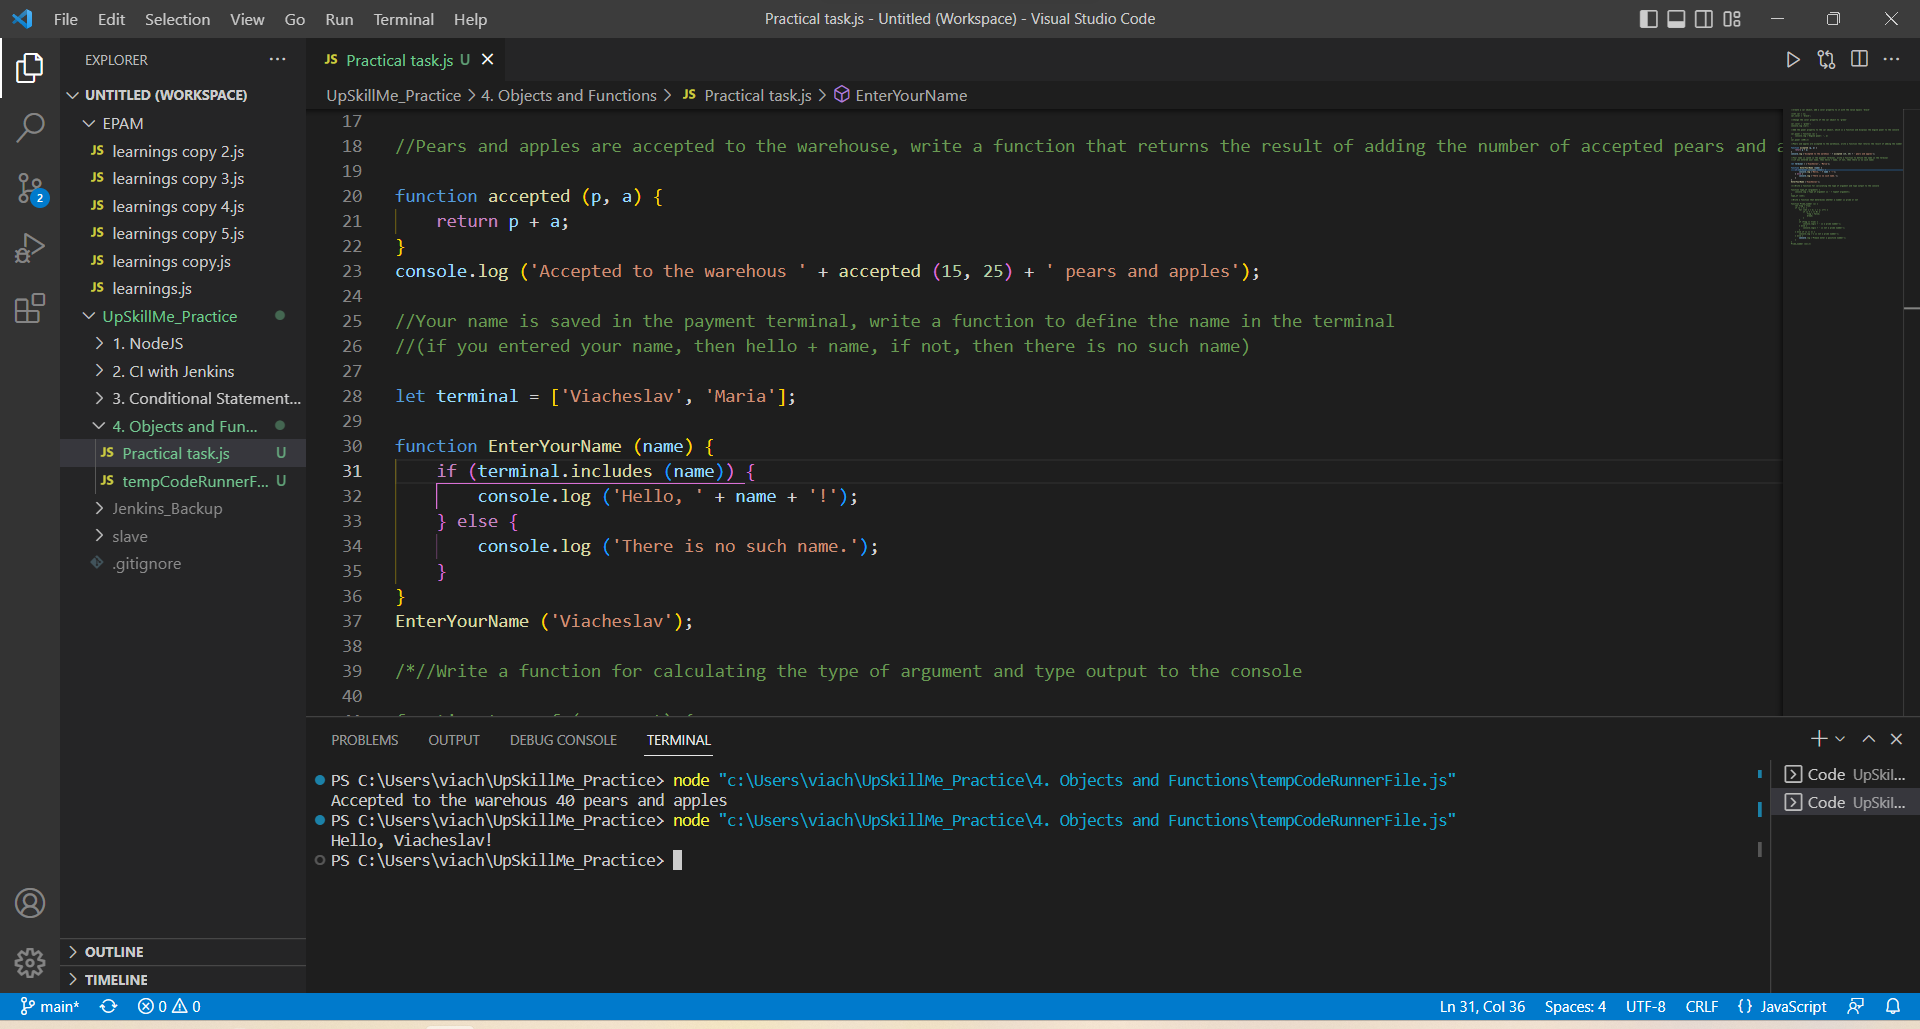 File Edit Selection View Go Run Terminal Help
Practical task.js - Untitled (Workspace) - Visual Studio Code
EXPLORER
UNTITLED (WORKSPACE)
EPAM
JS learnings copy 2.js
JS learnings copy 3.js
JS learnings copy 4.js
JS learnings copy 5.js
JS learnings copy.js
JS learnings.js
UpSkillMe_Practice
1. NodeJS
2. CI with Jenkins
3. Conditional Statement...
4. Objects and Fun...
JS Practical task.js U
JS tempCodeRunnerF... U
Jenkins_Backup
slave
.gitignore
OUTLINE
TIMELINE
2
JS Practical task.js U
UpSkillMe_Practice > 4. Objects and Functions > JS Practical task.js > EnterYourName
17
18 //Pears and apples are accepted to the warehouse, write a function that returns the result of adding the number of accepted pears and a
19
20 function accepted (p, a) {
21 return p + a;
22 }
23 console.log ('Accepted to the warehous ' + accepted (15, 25) + ' pears and apples');
24
25 //Your name is saved in the payment terminal, write a function to define the name in the terminal
26 //(if you entered your name, then hello + name, if not, then there is no such name)
27
28 let terminal = ['Viacheslav', 'Maria'];
29
30 function EnterYourName (name) {
31 if (terminal.includes (name)) {
32 console.log ('Hello, ' + name + '!');
33 } else {
34 console.log ('There is no such name.');
35 }
36 }
37 EnterYourName ('Viacheslav');
38
39 /*//Write a function for calculating the type of argument and type output to the console
40
PROBLEMS OUTPUT DEBUG CONSOLE TERMINAL
PS C:\Users\viach\UpSkillMe_Practice> node "c:\Users\viach\UpSkillMe_Practice\4. Objects and Functions\tempCodeRunnerFile.js"
Accepted to the warehous 40 pears and apples
PS C:\Users\viach\UpSkillMe_Practice> node "c:\Users\viach\UpSkillMe_Practice\4. Objects and Functions\tempCodeRunnerFile.js"
Hello, Viacheslav!
PS C:\Users\viach\UpSkillMe_Practice>
Code UpSkil...
Code UpSkil...
main* 0 0
Ln 31, Col 36 Spaces: 4 UTF-8 CRLF {} JavaScript